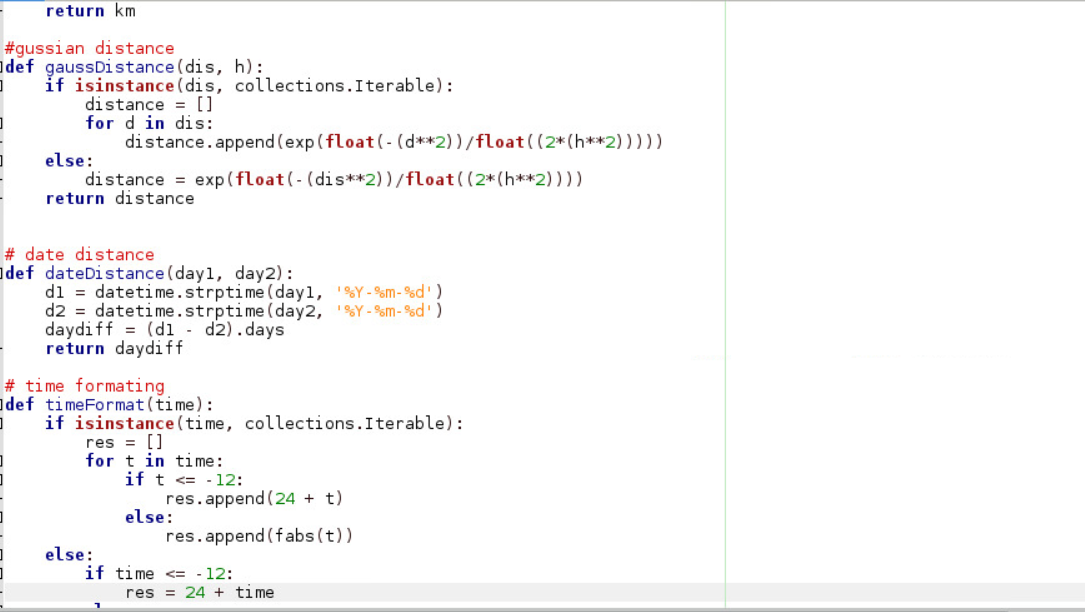 return km

#gussian distance
def gaussDistance(dis, h):
    if isinstance(dis, collections.Iterable):
        distance = []
        for d in dis:
            distance.append(exp(float(-(d**2))/float((2*(h**2)))))
    else:
        distance = exp(float(-(dis**2))/float((2*(h**2))))
    return distance


# date distance
def dateDistance(day1, day2):
    d1 = datetime.strptime(day1, '%Y-%m-%d')
    d2 = datetime.strptime(day2, '%Y-%m-%d')
    daydiff = (d1 - d2).days
    return daydiff

# time formating
def timeFormat(time):
    if isinstance(time, collections.Iterable):
        res = []
        for t in time:
            if t <= -12:
                res.append(24 + t)
            else:
                res.append(fabs(t))
    else:
        if time <= -12:
            res = 24 + time